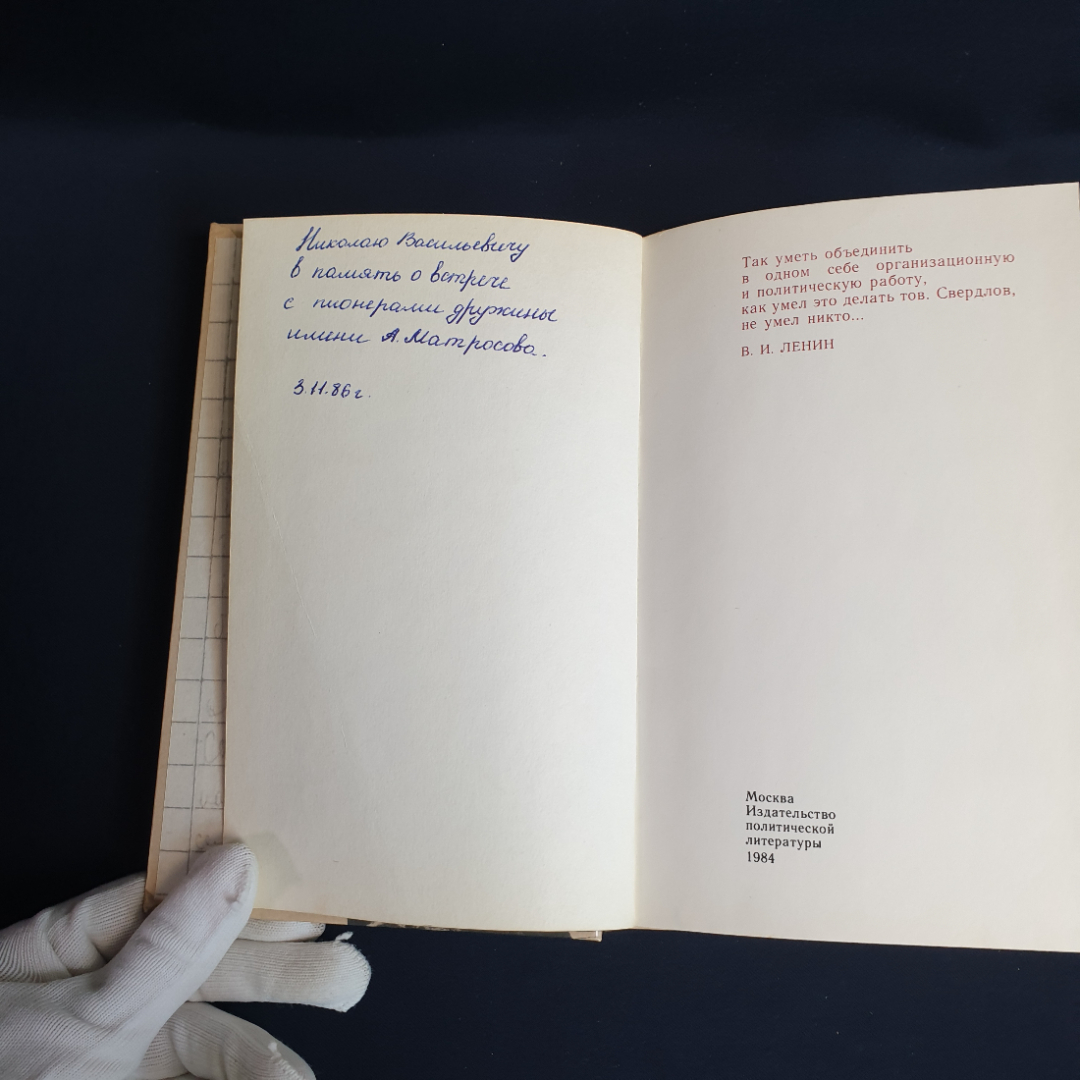 Николаю Васильевичу
в память о встрече
с пионерами дружины
имени А. Матросова.
3.11.86 г.
Так уметь объединить
в одном себе организационную
и политическую работу,
как умел это делать тов. Свердлов,
не умел никто...
В. И. ЛЕНИН
Москва
Издательство
политической
литературы
1984